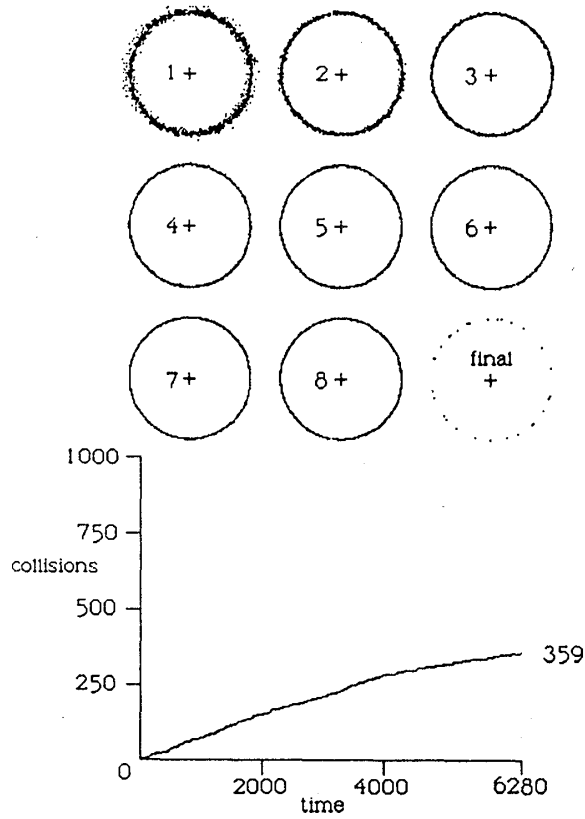 1 + 2 + 3 +
4 + 5 + 6 +
7 + 8 + final +
1000
750
collisions
500
250
359
0
2000 4000 6280
time